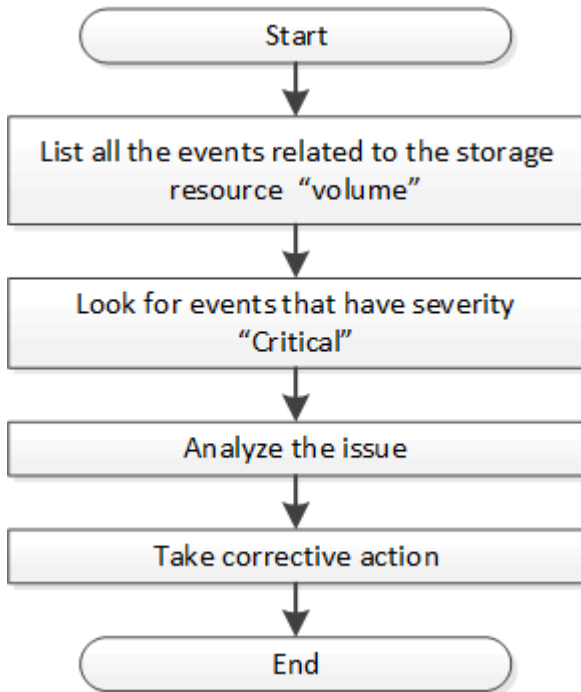 Start
List all the events related to the storage
resource “volume”
Look for events that have severity
“Critical”
Analyze the issue
Take corrective action
End